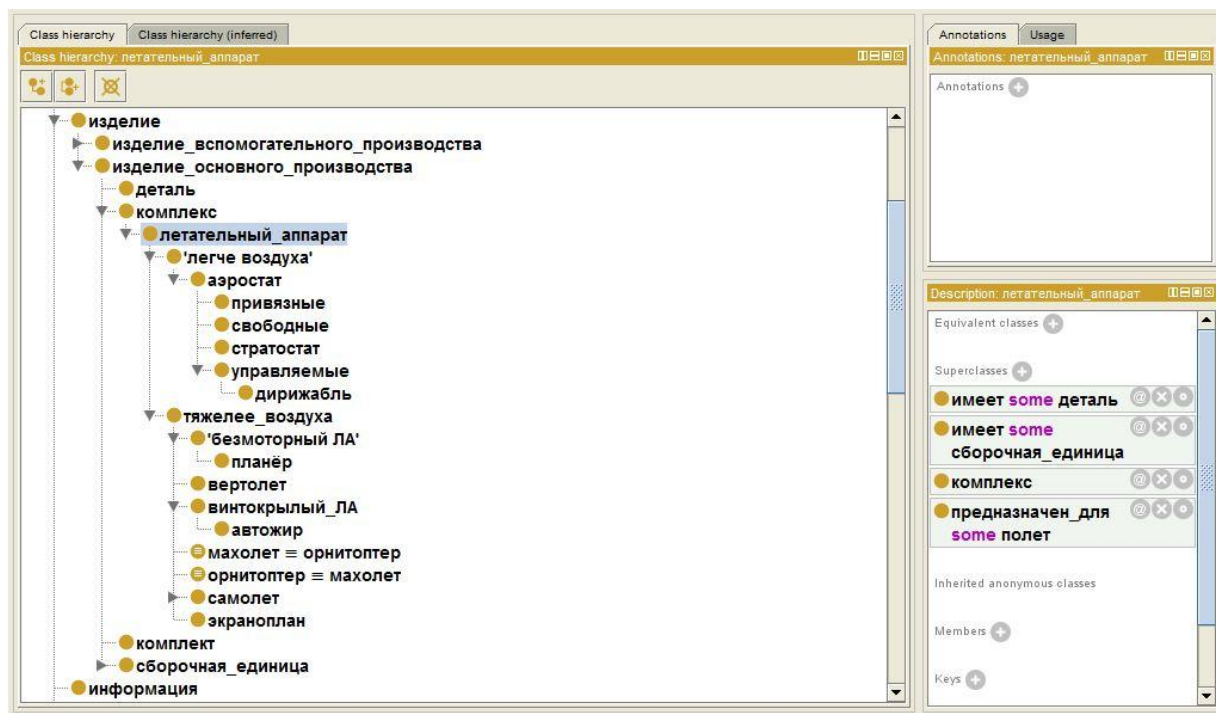 Class hierarchy
Class hierarchy (inferred)
Class hierarchy: летательный_аппарат
изделие
изделие_вспомогательного_производства
изделие_основного_производства
деталь
комплекс
летательный_аппарат
'легче воздуха'
аэростат
привязные
свободные
стратостат
управляемые
дирижабль
тяжелее_воздуха
'безмоторный ЛА'
планёр
вертолет
винтокрылый_ЛА
автожир
махолет ≡ орнитоптер
орнитоптер ≡ махолет
самолет
экраноплан
комплект
сборочная_единица
информация
Annotations
Usage
Annotations: летательный_аппарат
Annotations
Description: летательный_аппарат
Equivalent classes
Superclasses
имеет some деталь
имеет some
сборочная_единица
комплекс
предназначен_для
some полет
Inherited anonymous classes
Members
Keys